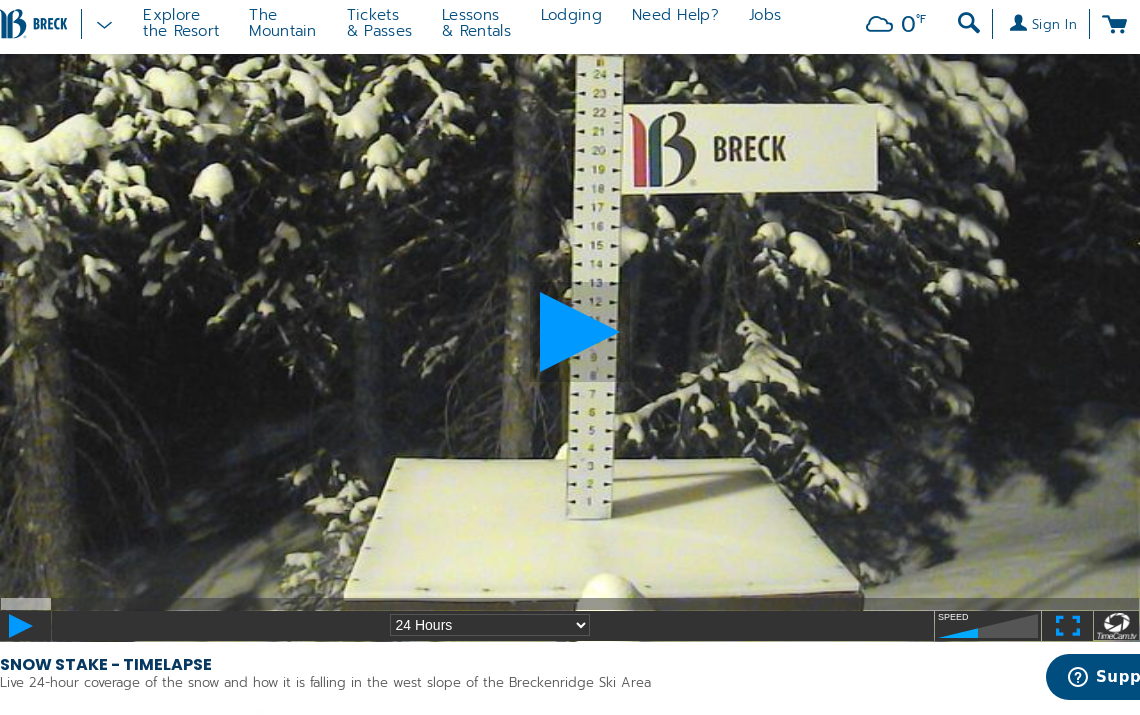 BRECK
Explore
the Resort
The
Mountain
Tickets
& Passes
Lessons
& Rentals
Lodging
Need Help?
Jobs
0°F
Sign In
24
23
22
21
20
19
18
17
16
15
14
13
12
11
9
8
7
6
5
4
3
2
1
B BRECK
24 Hours
SPEED
TimeCam.tv
SNOW STAKE - TIMELAPSE
Live 24-hour coverage of the snow and how it is falling in the west slope of the Breckenridge Ski Area
Supp